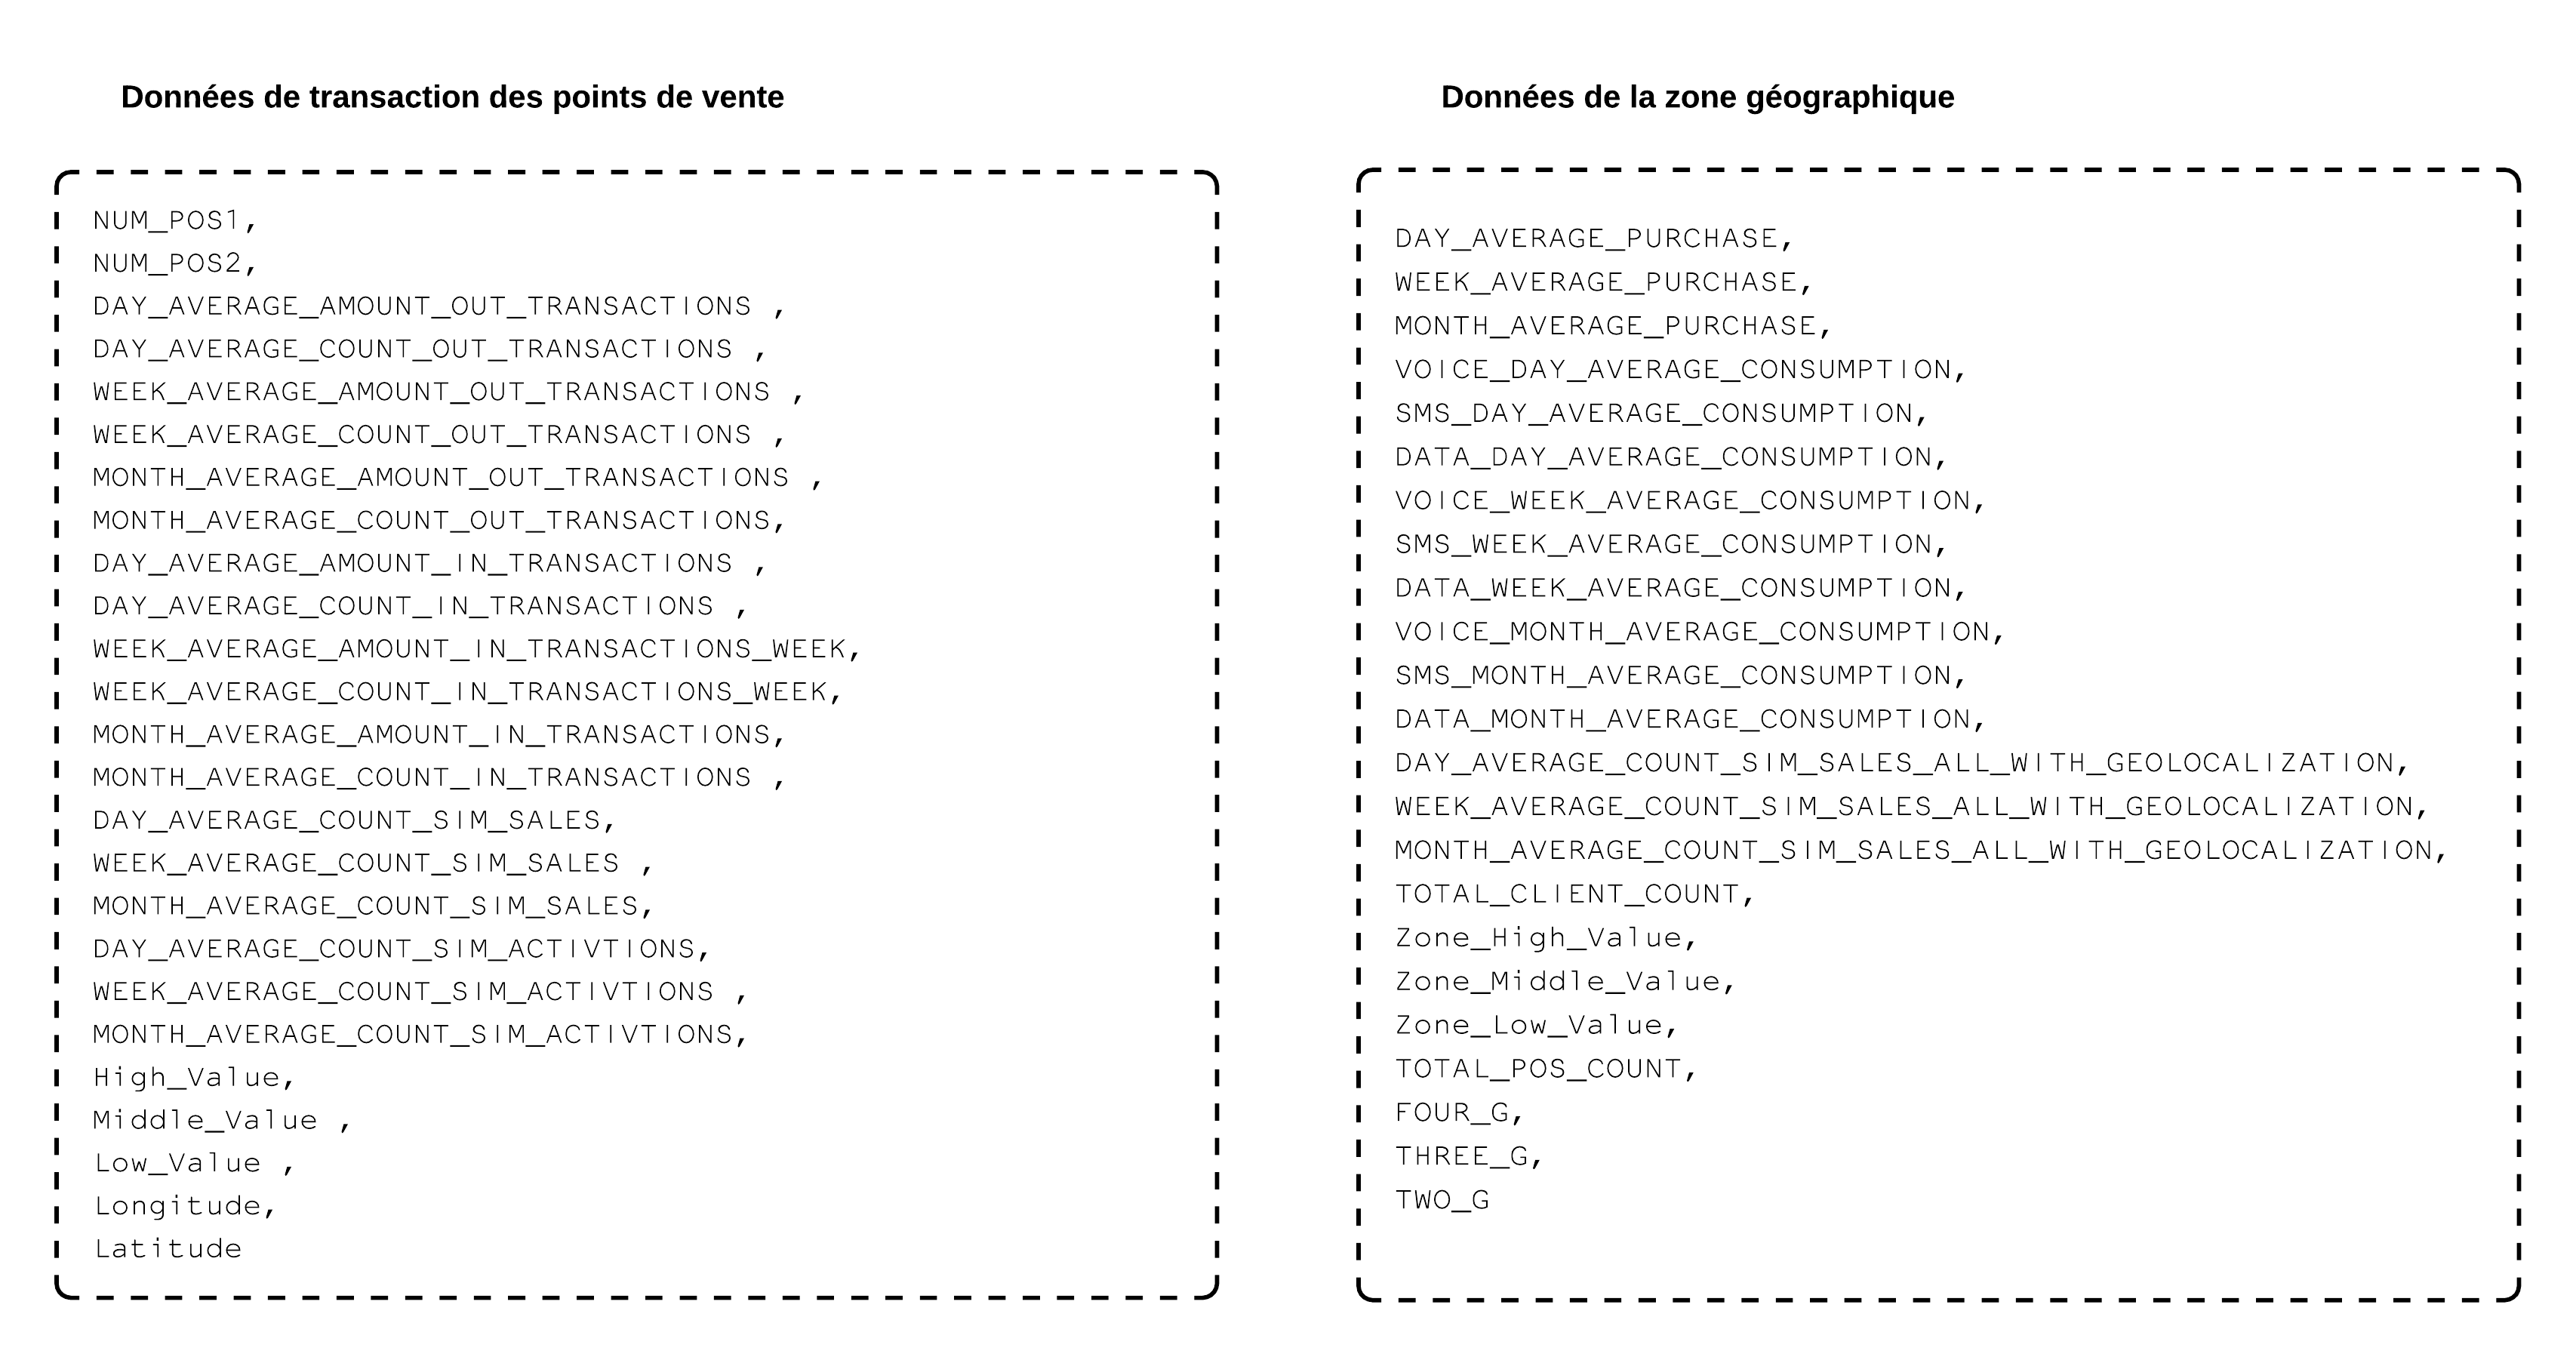 Données de transaction des points de vente
NUM_POS1,
NUM_POS2,
DAY_AVERAGE_AMOUNT_OUT_TRANSACTIONS ,
DAY_AVERAGE_COUNT_OUT_TRANSACTIONS ,
WEEK_AVERAGE_AMOUNT_OUT_TRANSACTIONS ,
WEEK_AVERAGE_COUNT_OUT_TRANSACTIONS ,
MONTH_AVERAGE_AMOUNT_OUT_TRANSACTIONS ,
MONTH_AVERAGE_COUNT_OUT_TRANSACTIONS,
DAY_AVERAGE_AMOUNT_IN_TRANSACTIONS ,
DAY_AVERAGE_COUNT_IN_TRANSACTIONS ,
WEEK_AVERAGE_AMOUNT_IN_TRANSACTIONS_WEEK,
WEEK_AVERAGE_COUNT_IN_TRANSACTIONS_WEEK,
MONTH_AVERAGE_AMOUNT_IN_TRANSACTIONS,
MONTH_AVERAGE_COUNT_IN_TRANSACTIONS ,
DAY_AVERAGE_COUNT_SIM_SALES,
WEEK_AVERAGE_COUNT_SIM_SALES ,
MONTH_AVERAGE_COUNT_SIM_SALES,
DAY_AVERAGE_COUNT_SIM_ACTIVTIONS,
WEEK_AVERAGE_COUNT_SIM_ACTIVTIONS ,
MONTH_AVERAGE_COUNT_SIM_ACTIVTIONS,
High_Value,
Middle_Value ,
Low_Value ,
Longitude,
Latitude
Données de la zone géographique
DAY_AVERAGE_PURCHASE,
WEEK_AVERAGE_PURCHASE,
MONTH_AVERAGE_PURCHASE,
VOICE_DAY_AVERAGE_CONSUMPTION,
SMS_DAY_AVERAGE_CONSUMPTION,
DATA_DAY_AVERAGE_CONSUMPTION,
VOICE_WEEK_AVERAGE_CONSUMPTION,
SMS_WEEK_AVERAGE_CONSUMPTION,
DATA_WEEK_AVERAGE_CONSUMPTION,
VOICE_MONTH_AVERAGE_CONSUMPTION,
SMS_MONTH_AVERAGE_CONSUMPTION,
DATA_MONTH_AVERAGE_CONSUMPTION,
DAY_AVERAGE_COUNT_SIM_SALES_ALL_WITH_GEOLOCALIZATION,
WEEK_AVERAGE_COUNT_SIM_SALES_ALL_WITH_GEOLOCALIZATION,
MONTH_AVERAGE_COUNT_SIM_SALES_ALL_WITH_GEOLOCALIZATION,
TOTAL_CLIENT_COUNT,
Zone_High_Value,
Zone_Middle_Value,
Zone_Low_Value,
TOTAL_POS_COUNT,
FOUR_G,
THREE_G,
TWO_G